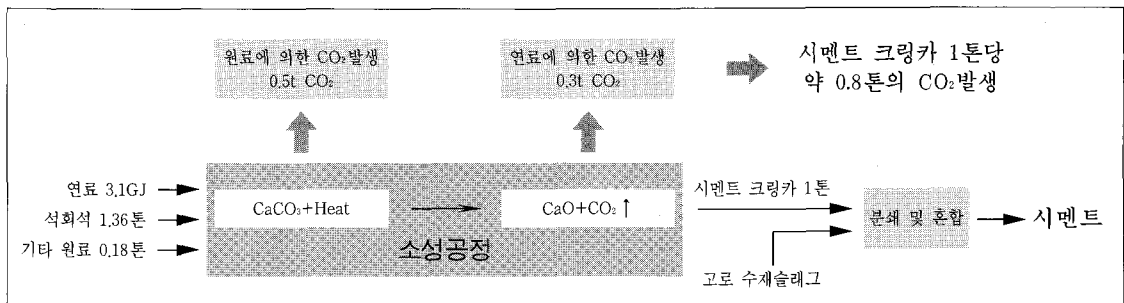 원료에 의한 CO₂발생
0.5t CO₂
연료에 의한 CO₂발생
0.3t CO₂
시멘트 크링카 1톤당
약 0.8톤의 CO₂발생
연료 3.1GJ
석회석 1.36톤
기타 원료 0.18톤
CaCO₃+Heat
CaO+CO₂↑
소성공정
시멘트 크링카 1톤
분쇄 및 혼합
시멘트
고로 수재슬래그